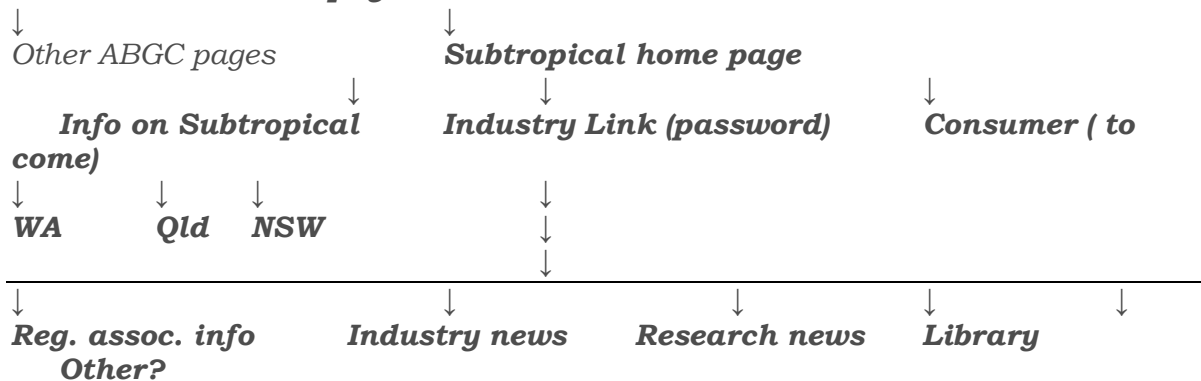 ↓ ↓
Other ABGC pages Subtropical home page
↓ ↓ ↓
Info on Subtropical Industry Link (password) Consumer ( to
come)
↓ ↓ ↓ ↓
WA Qld NSW ↓
↓
↓ ↓ ↓ ↓ ↓
Reg. assoc. info Industry news Research news Library
Other?